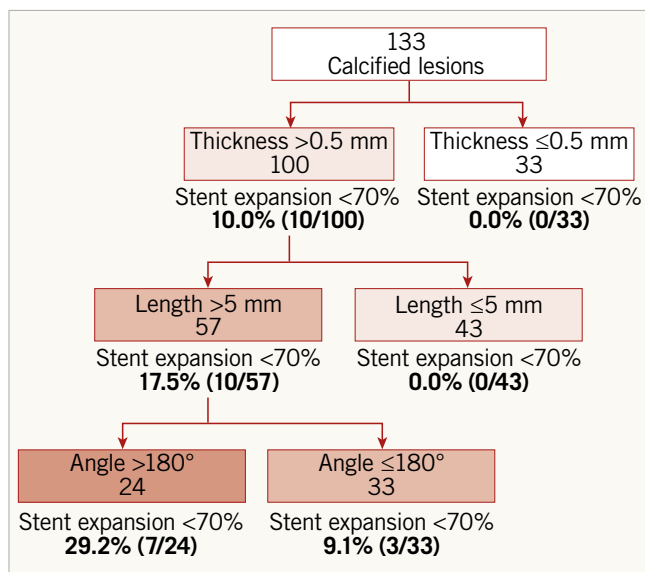 133
Calcified lesions
Thickness >0.5 mm
100
Stent expansion <70%
10.0% (10/100)
Thickness ≤0.5 mm
33
Stent expansion <70%
0.0% (0/33)
Length >5 mm
57
Stent expansion <70%
17.5% (10/57)
Length ≤5 mm
43
Stent expansion <70%
0.0% (0/43)
Angle >180°
24
Stent expansion <70%
29.2% (7/24)
Angle ≤180°
33
Stent expansion <70%
9.1% (3/33)